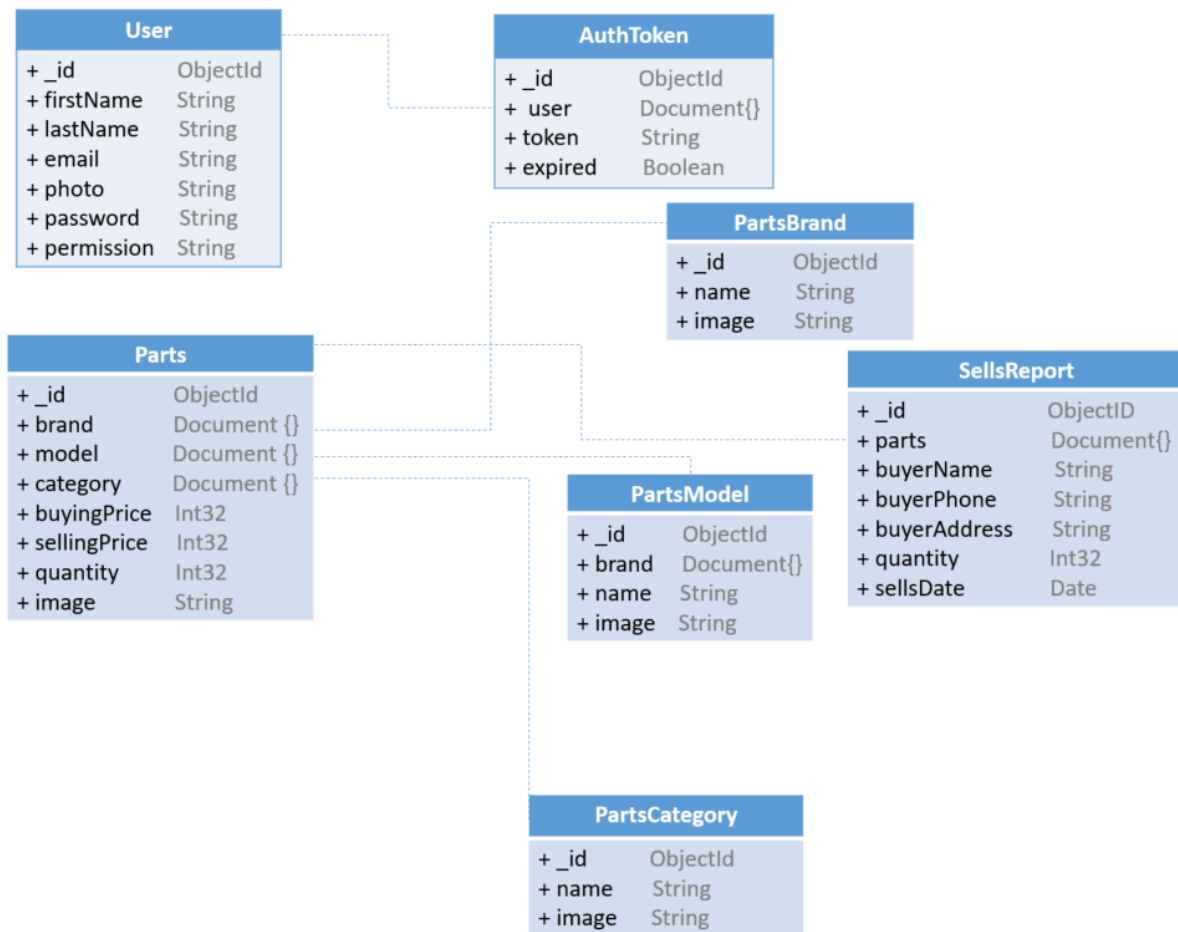 User
+ _id ObjectId
+ firstName String
+ lastName String
+ email String
+ photo String
+ password String
+ permission String
AuthToken
+ _id ObjectId
+ user Document{}
+ token String
+ expired Boolean
PartsBrand
+ _id ObjectId
+ name String
+ image String
Parts
+ _id ObjectId
+ brand Document {}
+ model Document {}
+ category Document {}
+ buyingPrice Int32
+ sellingPrice Int32
+ quantity Int32
+ image String
SellsReport
+ _id ObjectID
+ parts Document{}
+ buyerName String
+ buyerPhone String
+ buyerAddress String
+ quantity Int32
+ sellsDate Date
PartsModel
+ _id ObjectId
+ brand Document{}
+ name String
+ image String
PartsCategory
+ _id ObjectId
+ name String
+ image String